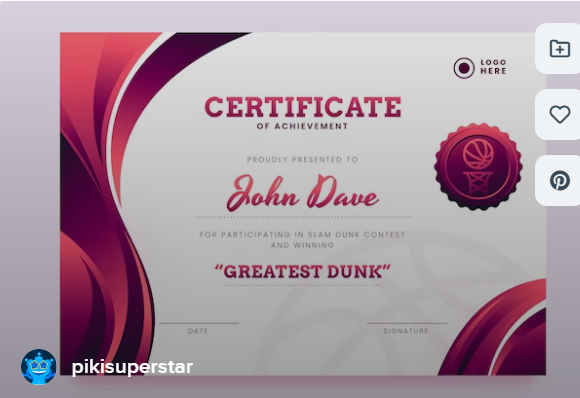 LOGO
HERE
CERTIFICATE
OF ACHIEVEMENT
PROUDLY PRESENTED TO
John Dave
FOR PARTICIPATING IN SLAM DUNK CONTEST
AND WINNING
“GREATEST DUNK”
DATE
SIGNATURE
pikisuperstar